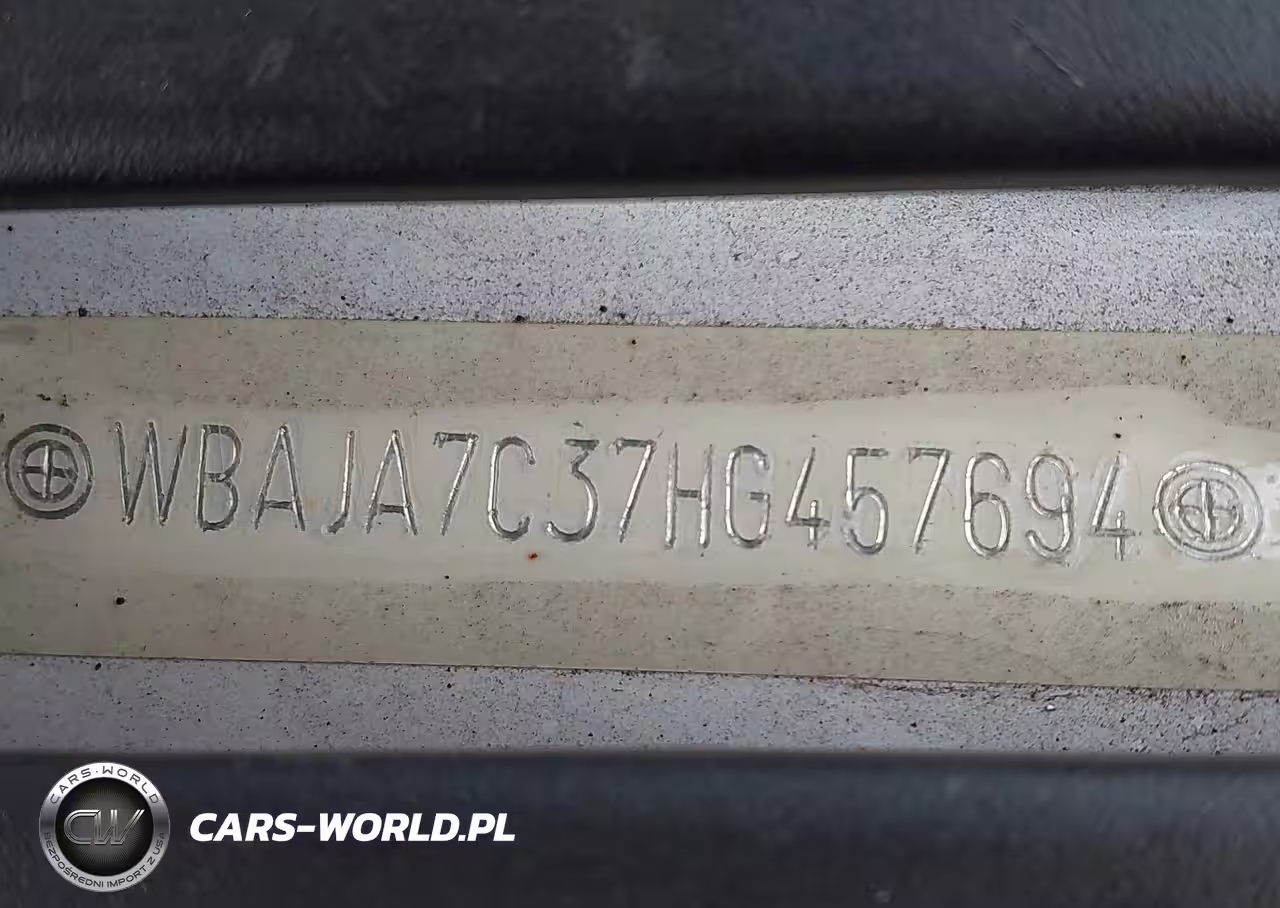 WBAJA7C37HG457694
CARS-WORLD
CW
BEZPOŚREDNI IMPORT Z USA
CARS-WORLD.PL